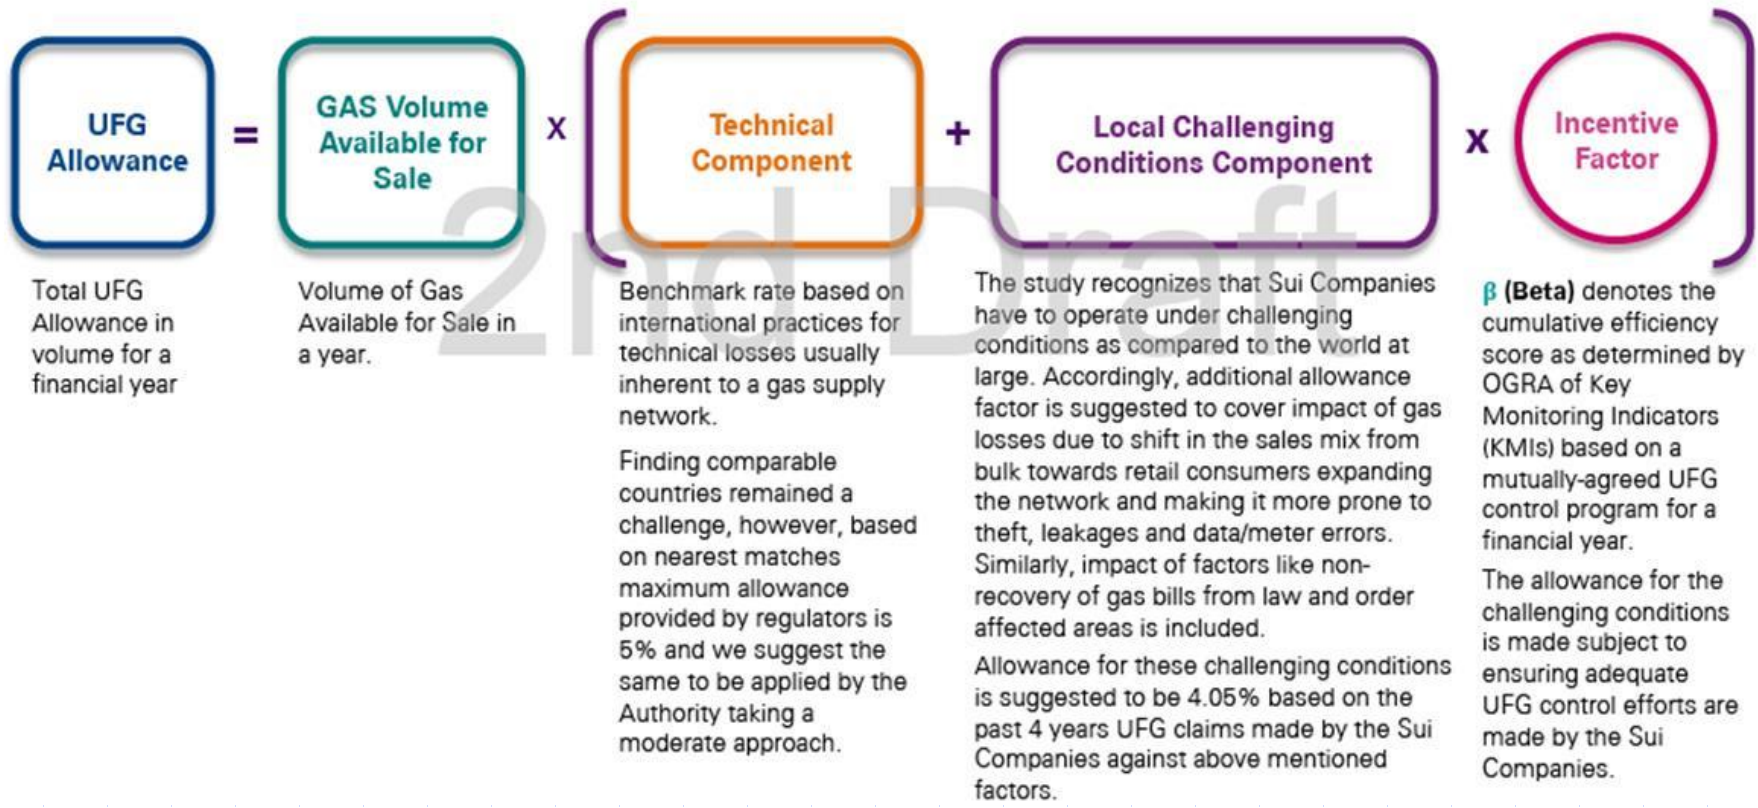 UFG
Allowance
=
GAS Volume
Available for
Sale
x
Technical
Component
+
Local Challenging
Conditions Component
x
Incentive
Factor
2nd Draft
Total UFG
Allowance in
volume for a
financial year
Volume of Gas
Available for Sale in
a year.
Benchmark rate based on
international practices for
technical losses usually
inherent to a gas supply
network.
Finding comparable
countries remained a
challenge, however, based
on nearest matches
maximum allowance
provided by regulators is
5% and we suggest the
same to be applied by the
Authority taking a
moderate approach.
The study recognizes that Sui Companies
have to operate under challenging
conditions as compared to the world at
large. Accordingly, additional allowance
factor is suggested to cover impact of gas
losses due to shift in the sales mix from
bulk towards retail consumers expanding
the network and making it more prone to
theft, leakages and data/meter errors.
Similarly, impact of factors like non-
recovery of gas bills from law and order
affected areas is included.
Allowance for these challenging conditions
is suggested to be 4.05% based on the
past 4 years UFG claims made by the Sui
Companies against above mentioned
factors.
β (Beta) denotes the
cumulative efficiency
score as determined by
OGRA of Key
Monitoring Indicators
(KMIs) based on a
mutually-agreed UFG
control program for a
financial year.
The allowance for the
challenging conditions
is made subject to
ensuring adequate
UFG control efforts are
made by the Sui
Companies.